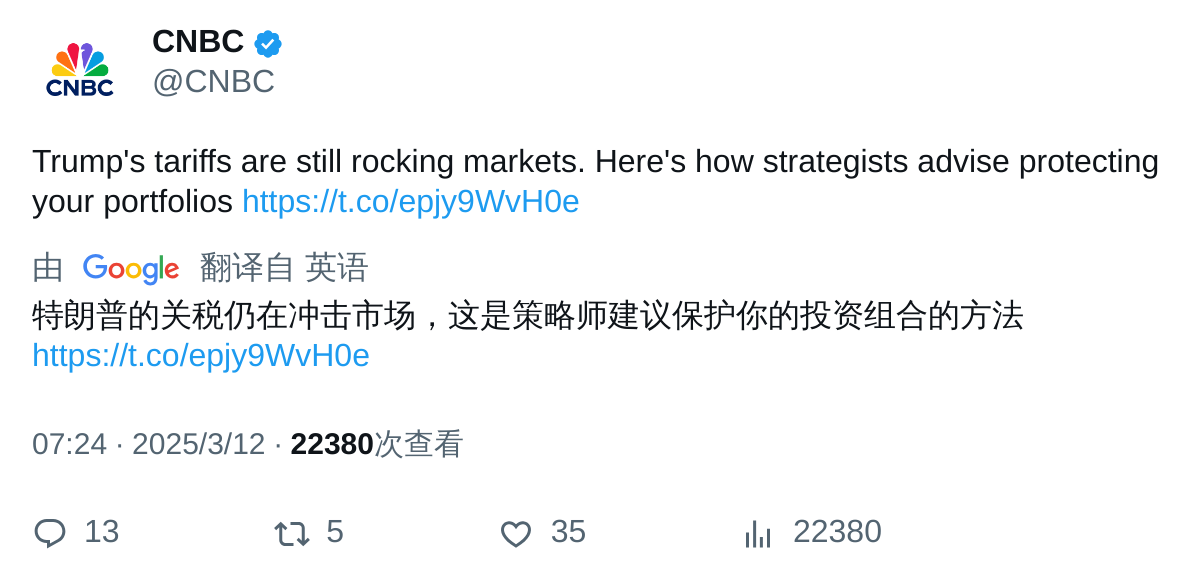 CNBC
CNBC
@CNBC
Trump's tariffs are still rocking markets. Here's how strategists advise protecting
your portfolios https://t.co/epjy9WvH0e
由 Google 翻译自 英语
特朗普的关税仍在冲击市场，这是策略师建议保护你的投资组合的方法
https://t.co/epjy9WvH0e
07:24 · 2025/3/12 · 22380次查看
13 5 35 22380